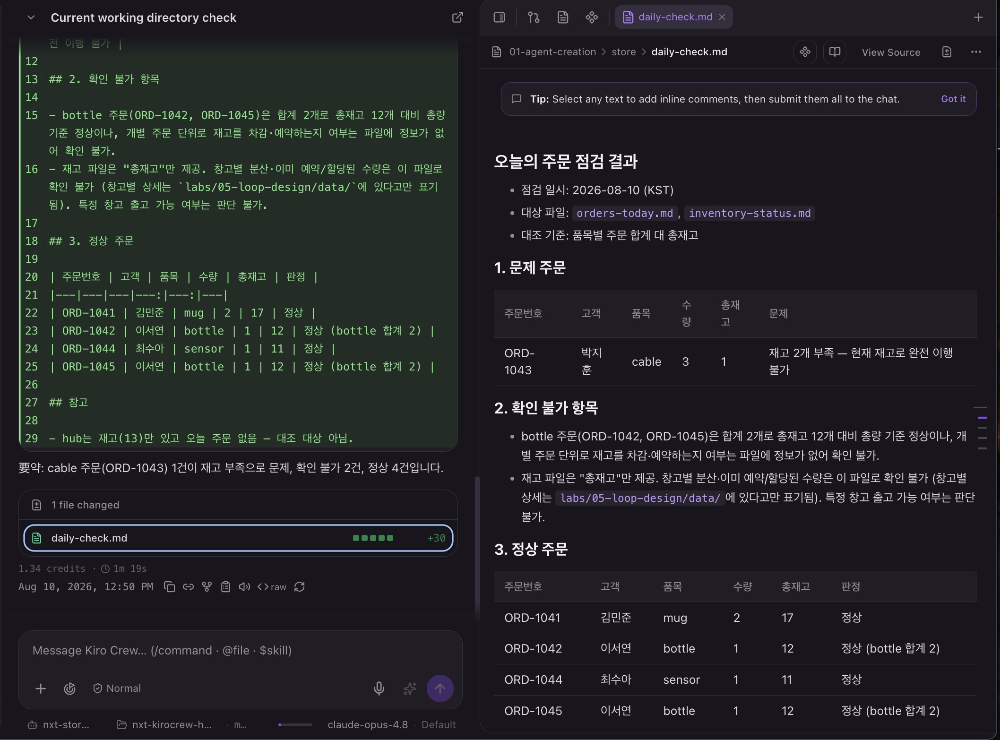 Current working directory check
전 이행 불가 |
12
13 ## 2. 확인 불가 항목
14
15 – bottle 주문(ORD–1042, ORD–1045)은 합계 2개로 총재고 12개 대비 총량
기준 정상이나, 개별 주문 단위로 재고를 차감·예약하는지 여부는 파일에 정보가 없
어 확인 불가.
16 – 재고 파일은 "총재고"만 제공. 창고별 분산·이미 예약/할당된 수량은 이 파일로
확인 불가 (창고별 상세는 `labs/05–loop–design/data/`에 있다고만 표기
됨). 특정 창고 출고 가능 여부는 판단 불가.
17
18 ## 3. 정상 주문
19
20 | 주문번호 | 고객 | 품목 | 수량 | 총재고 | 판정 |
21 |–––|–––|–––|–––:|–––:|–––|
22 | ORD–1041 | 김민준 | mug | 2 | 17 | 정상 |
23 | ORD–1042 | 이서연 | bottle | 1 | 12 | 정상 (bottle 합계 2) |
24 | ORD–1044 | 최수아 | sensor | 1 | 11 | 정상 |
25 | ORD–1045 | 이서연 | bottle | 1 | 12 | 정상 (bottle 합계 2) |
26
27 ## 참고
28
29 – hub는 재고(13)만 있고 오늘 주문 없음 — 대조 대상 아님.
要약: cable 주문(ORD-1043) 1건이 재고 부족으로 문제, 확인 불가 2건, 정상 4건입니다.
1 file changed
daily-check.md +30
1.34 credits · 1m 19s
Aug 10, 2026, 12:50 PM raw
Message Kiro Crew... (/command · @file · $skill)
Normal
nxt-stor... nxt-kirocrew-h... · m... claude-opus-4.8 · Default
daily-check.md
01-agent-creation > store > daily-check.md View Source
Tip: Select any text to add inline comments, then submit them all to the chat. Got it
오늘의 주문 점검 결과
• 점검 일시: 2026-08-10 (KST)
• 대상 파일: orders-today.md, inventory-status.md
• 대조 기준: 품목별 주문 합계 대 총재고
1. 문제 주문
주문번호 고객 품목 수량 총재고 문제
ORD-1043 박지훈 cable 3 1 재고 2개 부족 — 현재 재고로 완전 이행
불가
2. 확인 불가 항목
• bottle 주문(ORD-1042, ORD-1045)은 합계 2개로 총재고 12개 대비 총량 기준 정상이나, 개
별 주문 단위로 재고를 차감·예약하는지 여부는 파일에 정보가 없어 확인 불가.
• 재고 파일은 "총재고"만 제공. 창고별 분산·이미 예약/할당된 수량은 이 파일로 확인 불가 (창고별
상세는 labs/05-loop-design/data/에 있다고만 표기됨). 특정 창고 출고 가능 여부는 판단
불가.
3. 정상 주문
주문번호 고객 품목 수량 총재고 판정
ORD-1041 김민준 mug 2 17 정상
ORD-1042 이서연 bottle 1 12 정상 (bottle 합계 2)
ORD-1044 최수아 sensor 1 11 정상
ORD-1045 이서연 bottle 1 12 정상 (bottle 합계 2)